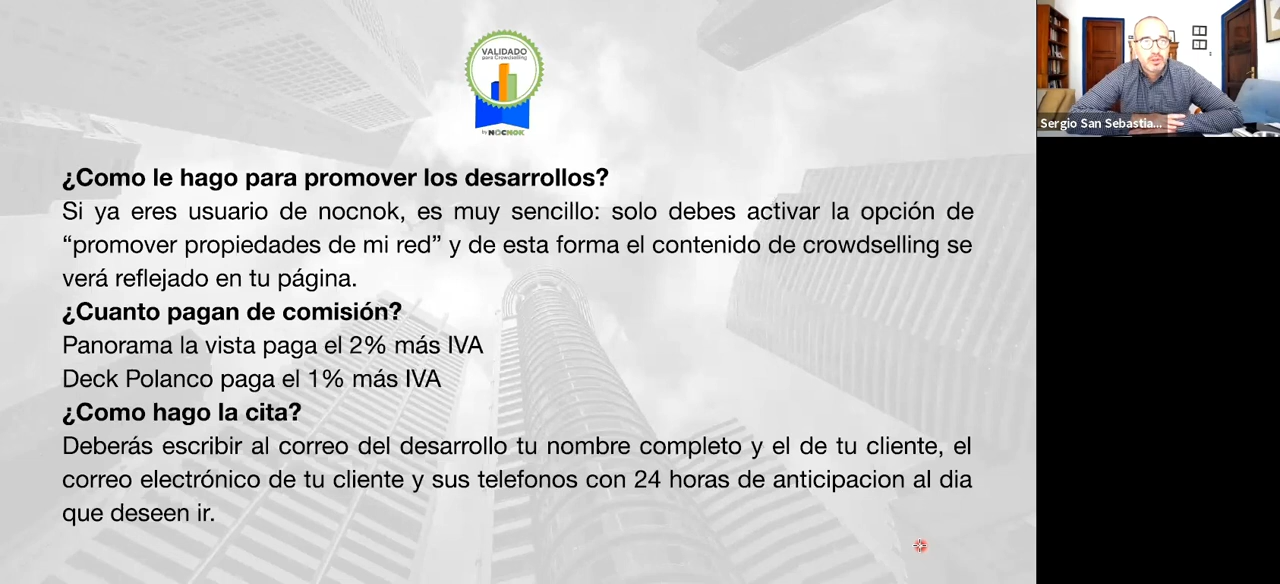 VALIDADO
para Crowdselling
by NOCNOK
Sergio San Sebastia...
¿Como le hago para promover los desarrollos?
Si ya eres usuario de nocnok, es muy sencillo: solo debes activar la opción de
“promover propiedades de mi red” y de esta forma el contenido de crowdselling se
verá reflejado en tu página.
¿Cuanto pagan de comisión?
Panorama la vista paga el 2% más IVA
Deck Polanco paga el 1% más IVA
¿Como hago la cita?
Deberás escribir al correo del desarrollo tu nombre completo y el de tu cliente, el
correo electrónico de tu cliente y sus telefonos con 24 horas de anticipacion al dia
que deseen ir.